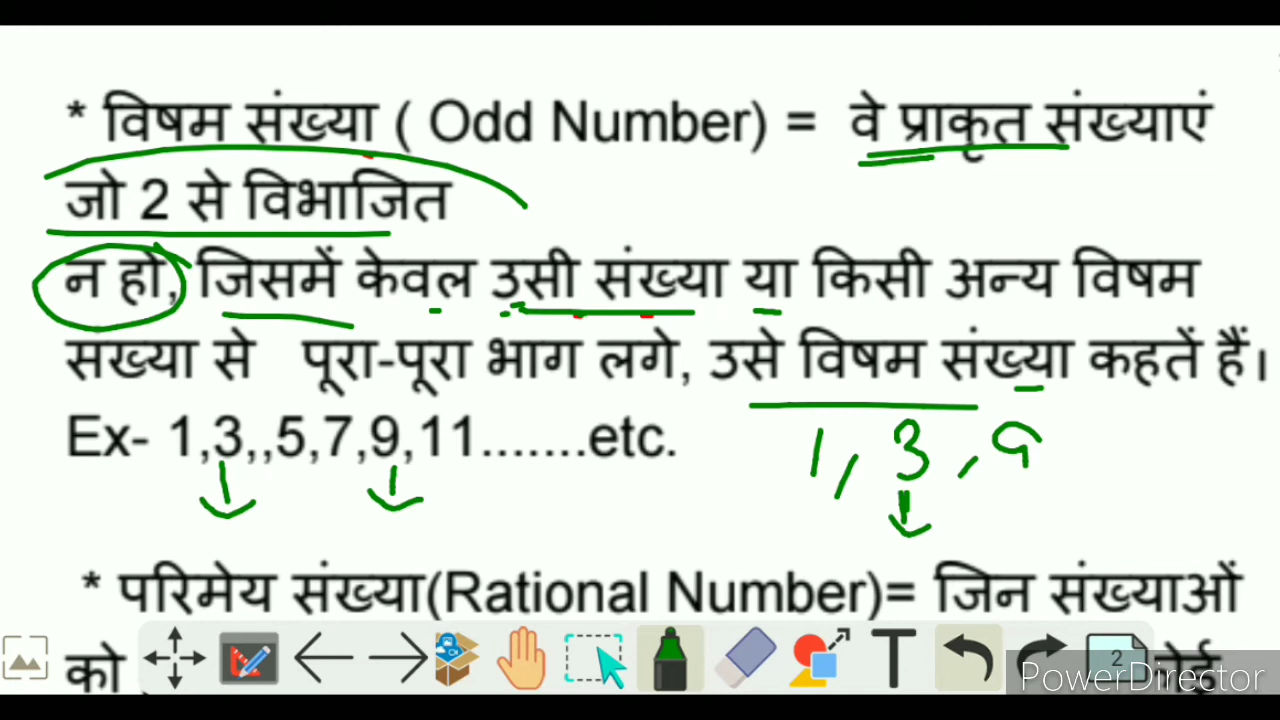 * विषम संख्या ( Odd Number) = वे प्राकृत संख्याएं
जो 2 से विभाजित
न हो, जिसमें केवल उसी संख्या या किसी अन्य विषम
सख्या से पूरा-पूरा भाग लगे, उसे विषम संख्या कहतें हैं।
Ex- 1,3,,5,7,9,11.......etc.
1, 3, 9
* परिमेय संख्या(Rational Number)= जिन संख्याओं
को
T
2
PowerDirector